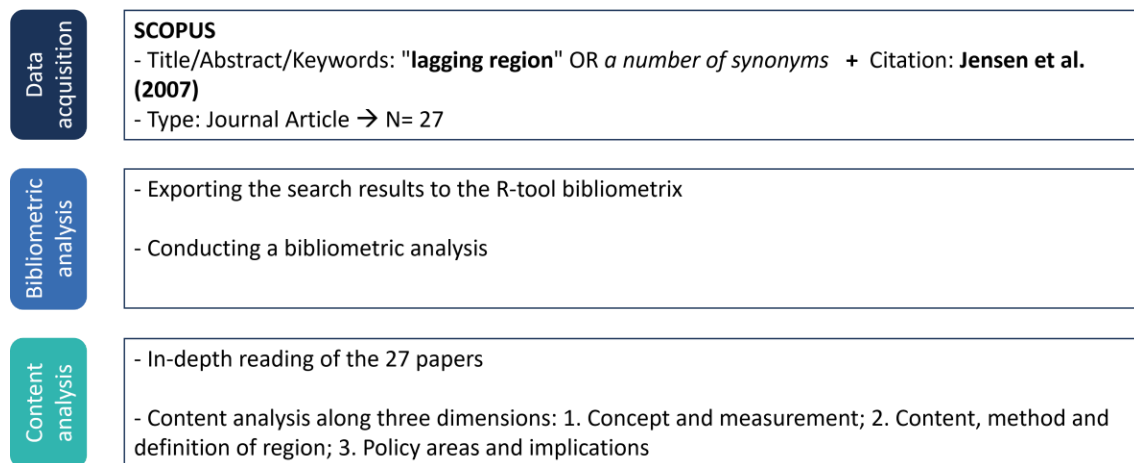 Data
acquisition
SCOPUS
- Title/Abstract/Keywords: "lagging region" OR a number of synonyms + Citation: Jensen et al.
(2007)
- Type: Journal Article → N= 27
Bibliometric
analysis
- Exporting the search results to the R-tool bibliometrix
- Conducting a bibliometric analysis
Content
analysis
- In-depth reading of the 27 papers
- Content analysis along three dimensions: 1. Concept and measurement; 2. Content, method and
definition of region; 3. Policy areas and implications